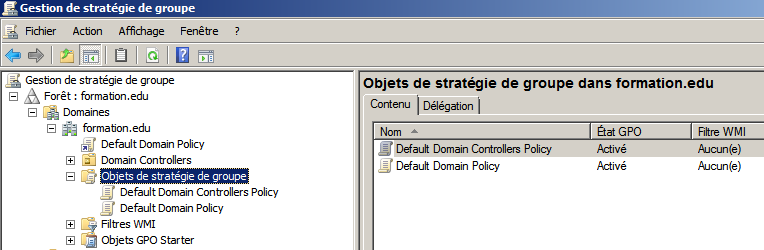 Gestion de stratégie de groupe
Fichier Action Affichage Fenêtre ?
Gestion de stratégie de groupe
Forêt : formation.edu
Domaines
formation.edu
Default Domain Policy
Domain Controllers
Objets de stratégie de groupe
Default Domain Controllers Policy
Default Domain Policy
Filtres WMI
Objets GPO Starter
Objets de stratégie de groupe dans formation.edu
Contenu Délégation
Nom État GPO Filtre WMI
Default Domain Controllers Policy Activé Aucun(e)
Default Domain Policy Activé Aucun(e)